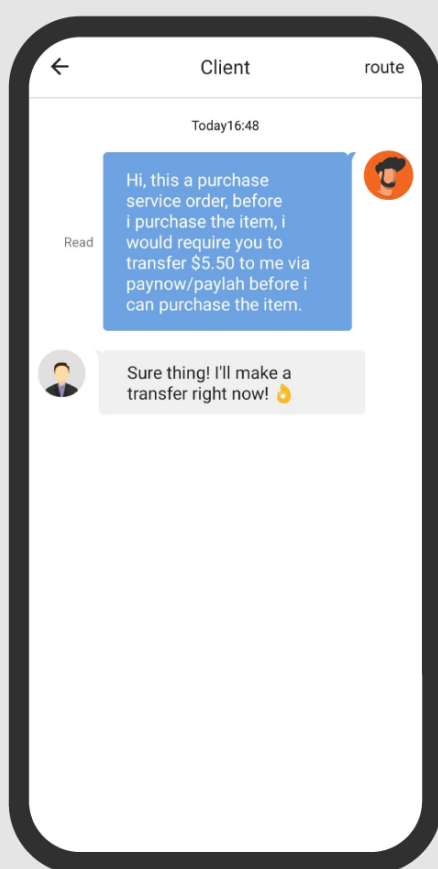 Client
route
Today16:48
Hi, this a purchase
service order, before
i purchase the item, i
would require you to
transfer $5.50 to me via
paynow/paylah before i
can purchase the item.
Read
Sure thing! I'll make a
transfer right now! 👌